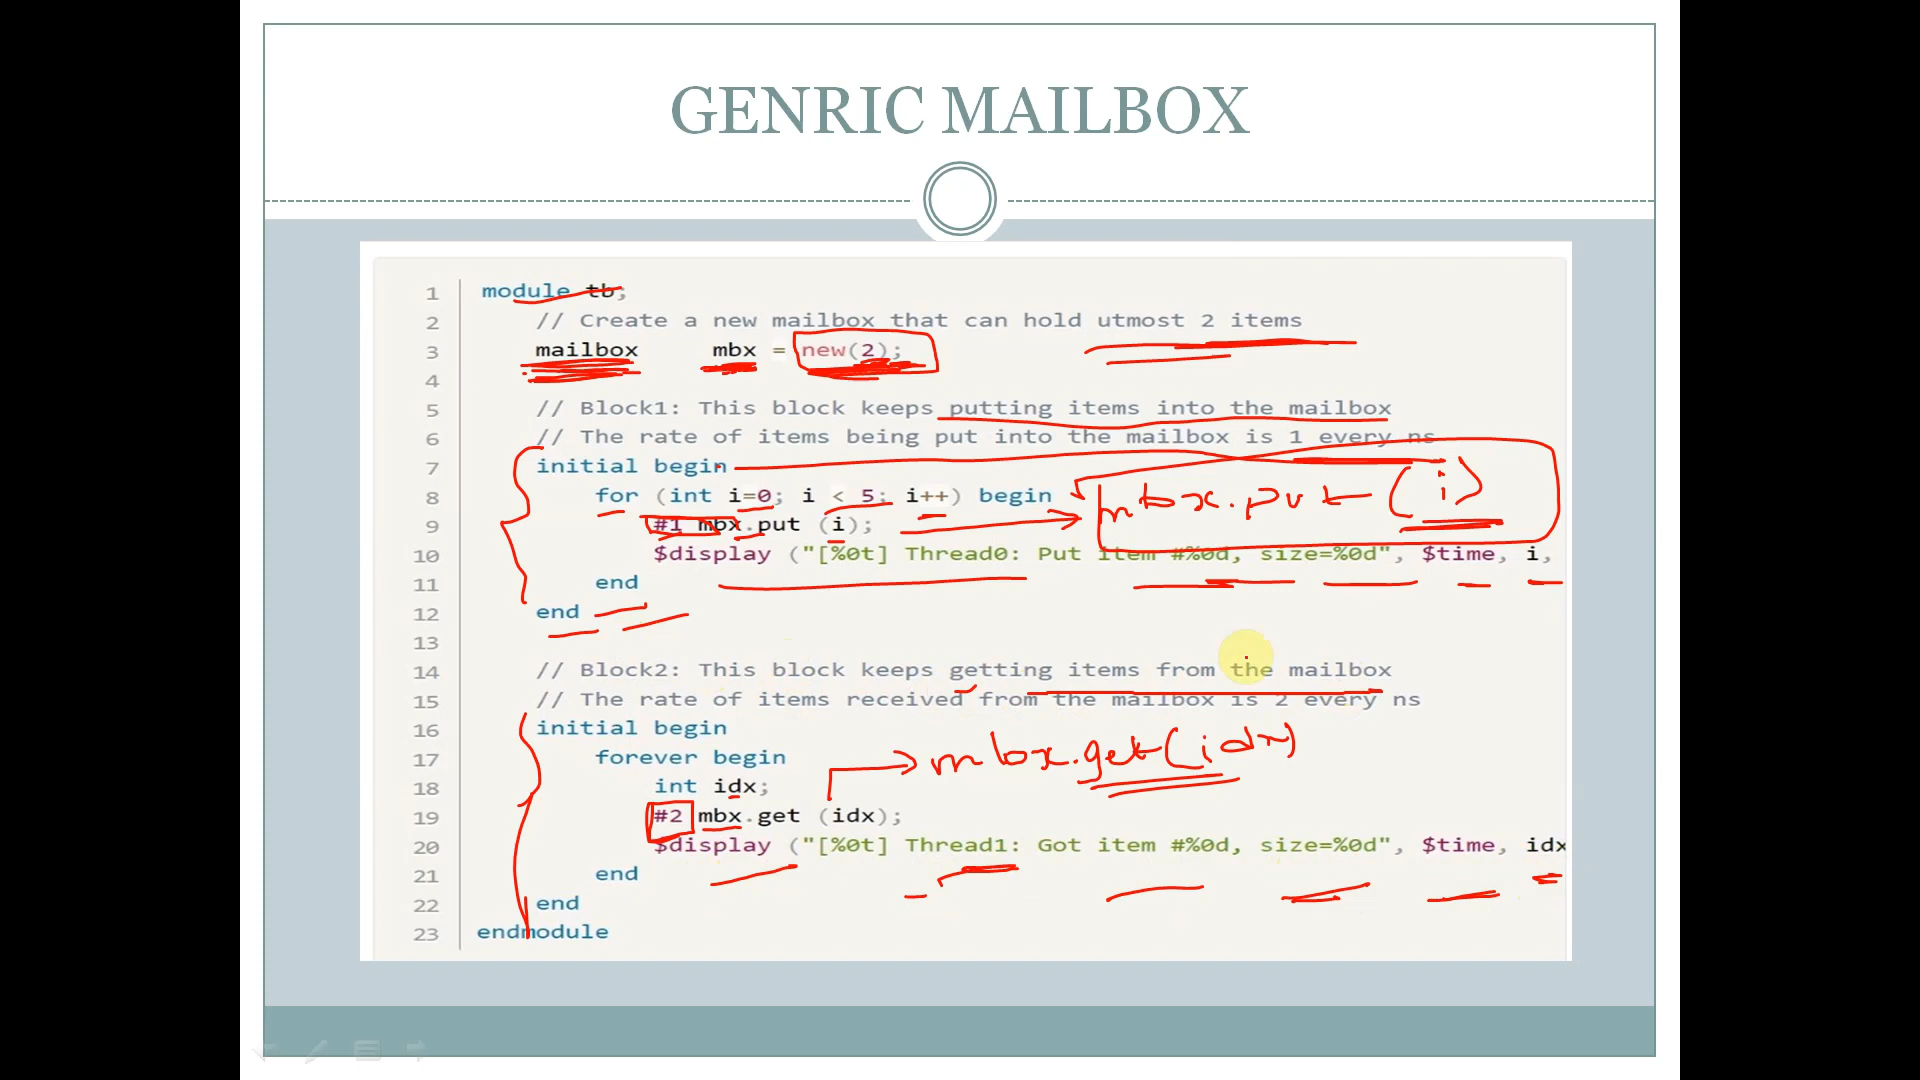 GENRIC MAILBOX
1 module tb;
2 // Create a new mailbox that can hold utmost 2 items
3 mailbox mbx = new(2);
4
5 // Block1: This block keeps putting items into the mailbox
6 // The rate of items being put into the mailbox is 1 every ns
7 initial begin
8 for (int i=0; i < 5; i++) begin
mbx.put(i)
9 #1 mbx.put (i);
10 $display ("[%0t] Thread0: Put item #%0d, size=%0d", $time, i,
11 end
12 end
13
14 // Block2: This block keeps getting items from the mailbox
15 // The rate of items received from the mailbox is 2 every ns
16 initial begin
17 forever begin
mbox.get(idx)
18 int idx;
19 #2 mbx.get (idx);
20 $display ("[%0t] Thread1: Got item #%0d, size=%0d", $time, idx
21 end
22 end
23 endmodule